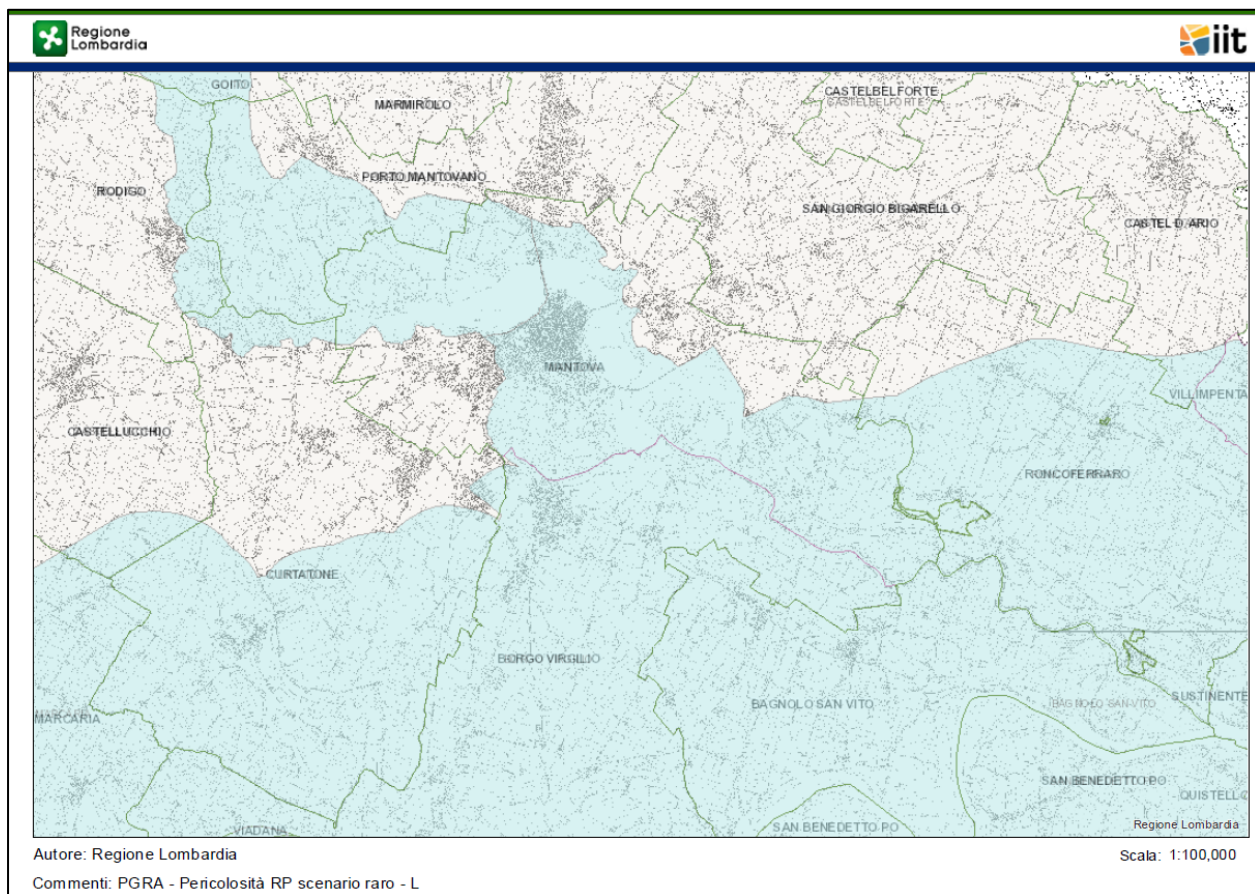 Regione
Lombardia
iit
GOITO
MARMIROLO
CASTELBELFORTE
CASTELBELFORTE
PORTO MANTOVANO
RODIGO
SAN GIORGIO BIGARELLO
CASTEL D'ARIO
MANTOVA
VILLIMPENTA
CASTELLUCCHIO
RONCOFERRARO
CURTATONE
BORGO VIRGILIO
SUSTINENTE
BAGNOLO SAN VITO
BAGNOLO SAN VITO
MARCARIA
SAN BENEDETTO PO
QUISTELLO
SAN BENEDETTO PO
VIADANA
Regione Lombardia
Autore: Regione Lombardia
Scala: 1:100,000
Commenti: PGRA - Pericolosità RP scenario raro - L